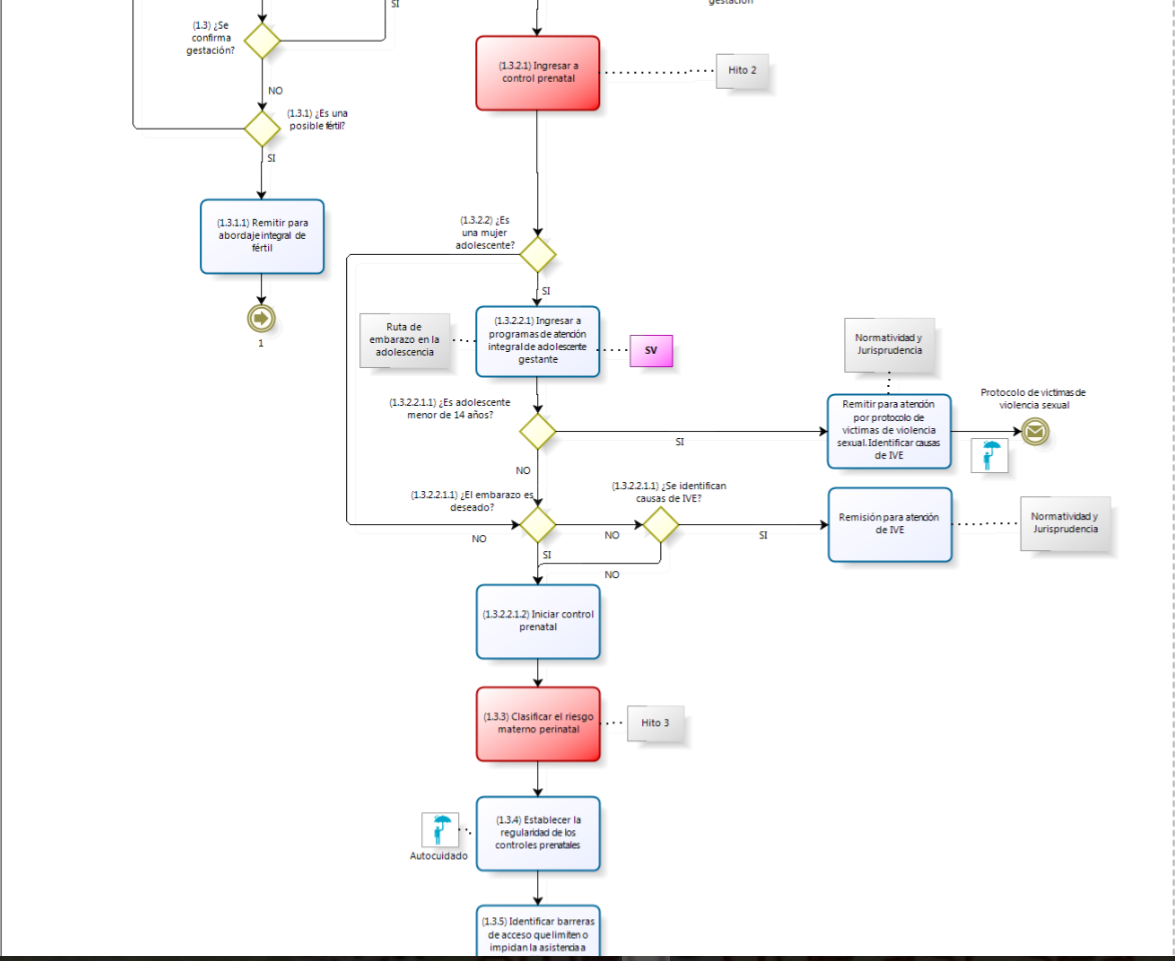 SI
gestación
(1.3) ¿Se
confirma
gestación?
(1.3.2.1) Ingresar a
control prenatal
Hito 2
NO
(1.3.1) ¿Es una
posible fértil?
SI
(1.3.1.1) Remitir para
abordaje integral de
fértil
1
(1.3.2.2) ¿Es
una mujer
adolescente?
SI
Ruta de
embarazo en la
adolescencia
(1.3.2.2.1) Ingresar a
programas de atención
integral de adolescente
gestante
SV
Normatividad y
Jurisprudencia
(1.3.2.2.1.1) ¿Es adolescente
menor de 14 años?
SI
Remitir para atención
por protocolo de
victimas de violencia
sexual. Identificar causas
de IVE
Protocolo de victimas de
violencia sexual
NO
(1.3.2.2.1.1) ¿El embarazo es
deseado?
(1.3.2.2.1.1) ¿Se identifican
causas de IVE?
NO
NO
SI
Remisión para atención
de IVE
Normatividad y
Jurisprudencia
SI
NO
(1.3.2.2.1.2) Iniciar control
prenatal
(1.3.3) Clasificar el riesgo
materno perinatal
Hito 3
(1.3.4) Establecer la
regularidad de los
controles prenatales
Autocuidado
(1.3.5) Identificar barreras
de acceso que limiten o
impidan la asistencia a